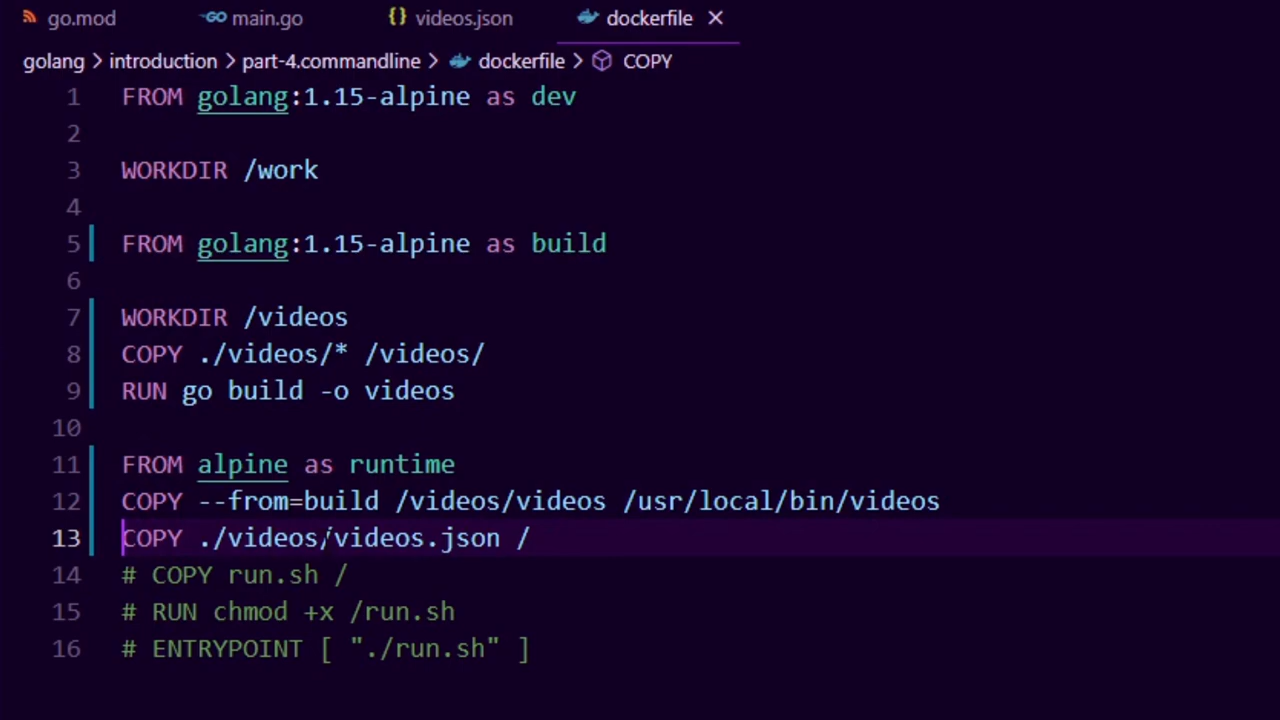 go.mod main.go {} videos.json dockerfile
golang > introduction > part-4.commandline > dockerfile > COPY
1 FROM golang:1.15-alpine as dev
2
3 WORKDIR /work
4
5 FROM golang:1.15-alpine as build
6
7 WORKDIR /videos
8 COPY ./videos/* /videos/
9 RUN go build -o videos
10
11 FROM alpine as runtime
12 COPY --from=build /videos/videos /usr/local/bin/videos
13 COPY ./videos/videos.json /
14 # COPY run.sh /
15 # RUN chmod +x /run.sh
16 # ENTRYPOINT [ "./run.sh" ]